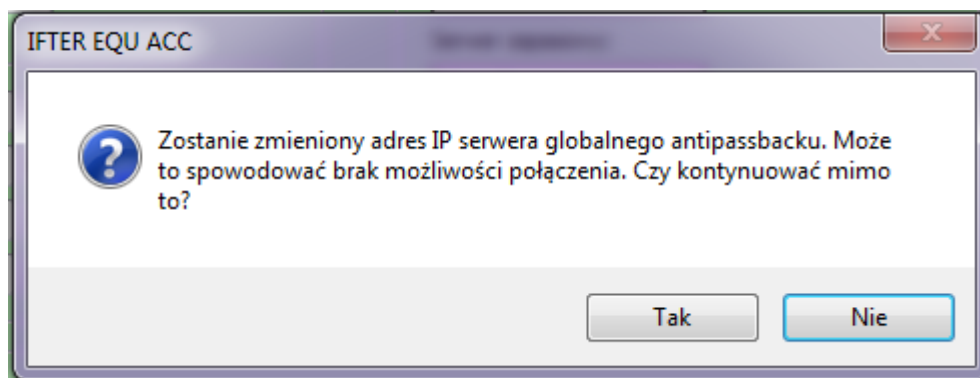 IFTER EQU ACC
Zostanie zmieniony adres IP serwera globalnego antipassbacku. Może
to spowodować brak możliwości połączenia. Czy kontynuować mimo
to?
Tak
Nie